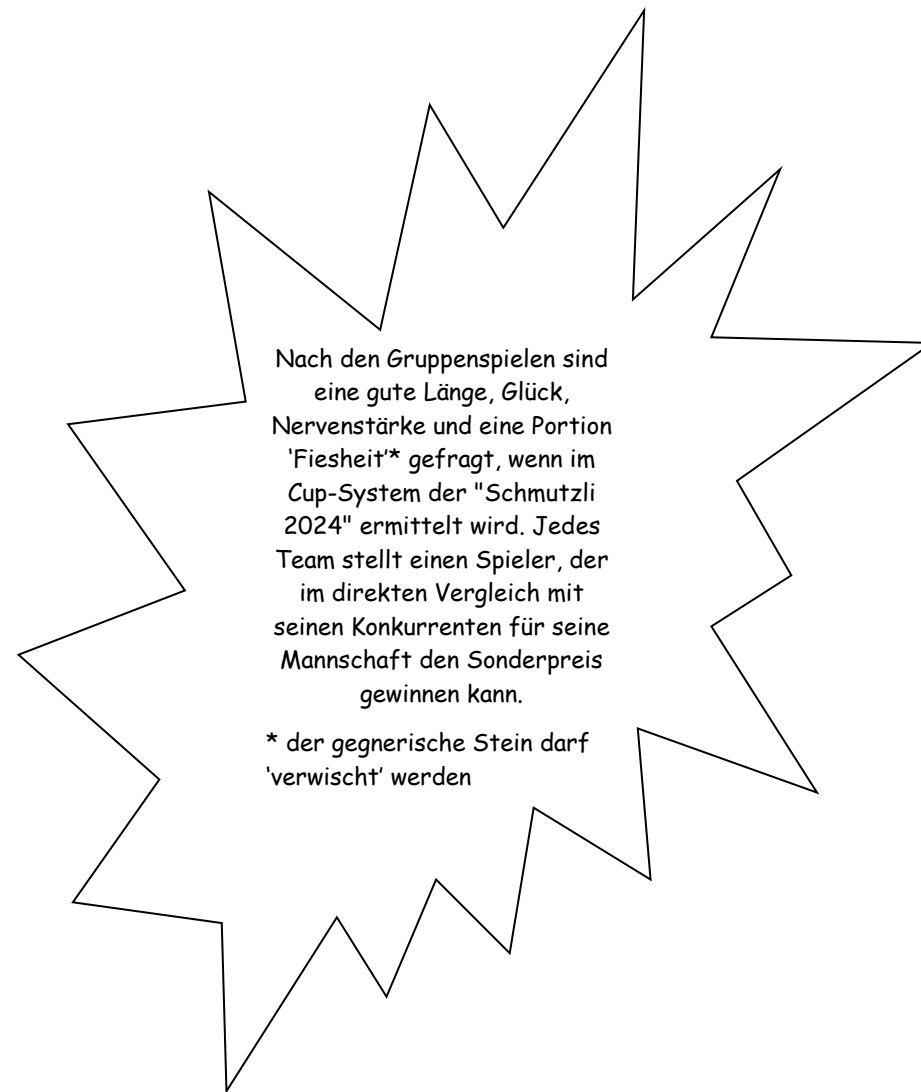 Nach den Gruppenspielen sind
eine gute Länge, Glück,
Nervenstärke und eine Portion
‘Fiesheit’* gefragt, wenn im
Cup-System der "Schmutzli
2024" ermittelt wird. Jedes
Team stellt einen Spieler, der
im direkten Vergleich mit
seinen Konkurrenten für seine
Mannschaft den Sonderpreis
gewinnen kann.
* der gegnerische Stein darf
‘verwischt’ werden